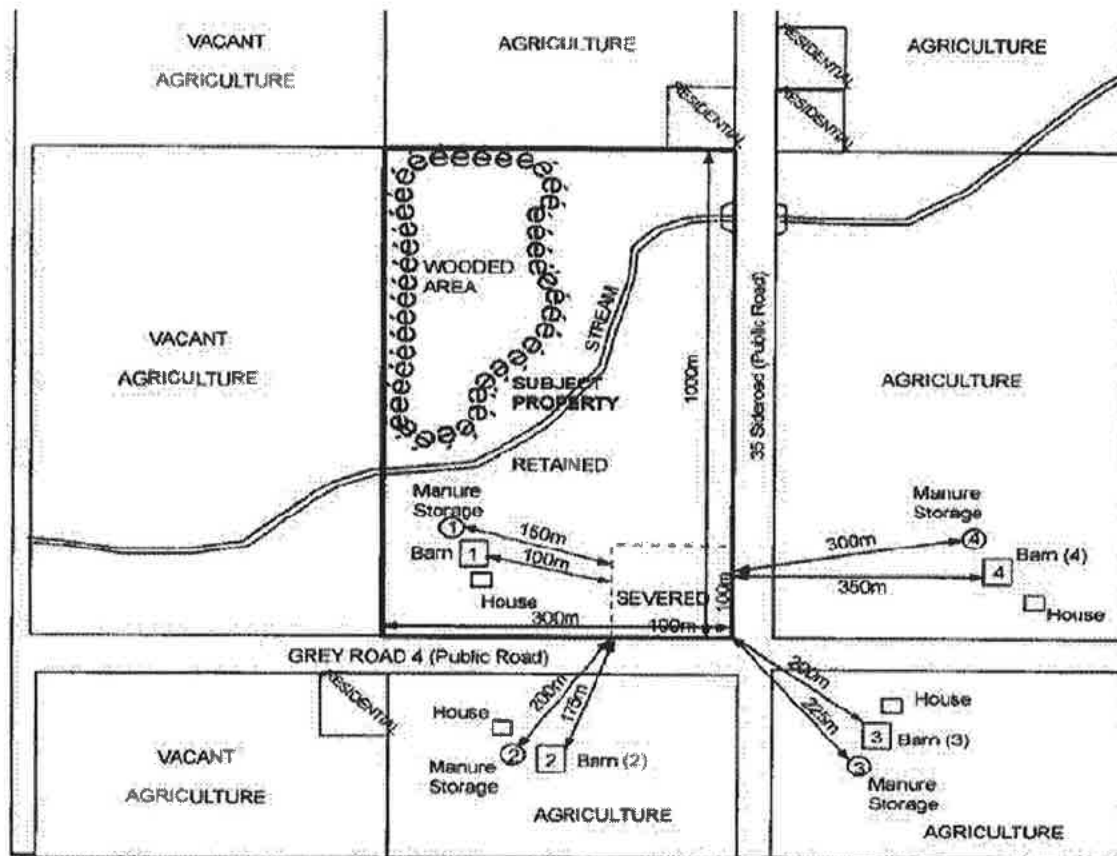 VACANT
AGRICULTURE
AGRICULTURE
RESIDENTIAL
AGRICULTURE
RESIDENTIAL
RESIDENTIAL
WOODED
AREA
STREAM
VACANT
AGRICULTURE
SUBJECT
PROPERTY
1000m
35 Sideroad (Public Road)
AGRICULTURE
RETAINED
Manure
Storage
1
150m
Barn
1
100m
House
SEVERED
100m
300m
100m
Manure
Storage
4
300m
Barn (4)
4
350m
House
GREY ROAD 4 (Public Road)
RESIDENTIAL
VACANT
AGRICULTURE
House
200m
175m
2
2
Barn (2)
Manure
Storage
AGRICULTURE
200m
225m
House
3
Barn (3)
3
Manure
Storage
AGRICULTURE